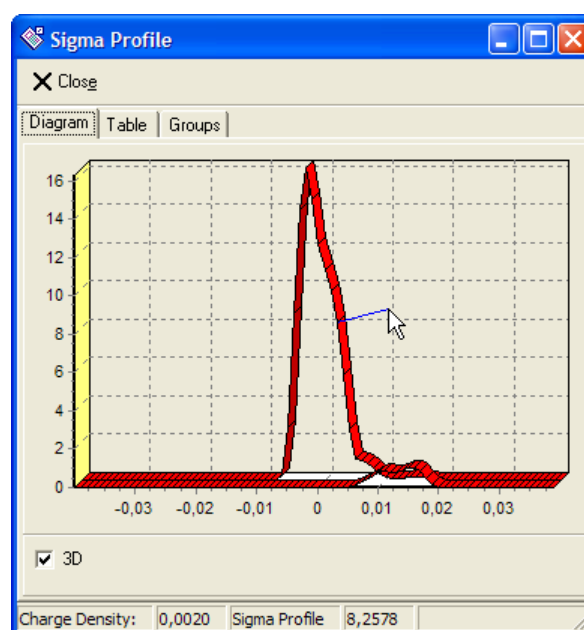 Sigma Profile
Close
Diagram Table Groups
16
14
12
10
8
6
4
2
0
-0,03 -0,02 -0,01 0 0,01 0,02 0,03
3D
Charge Density: 0,0020 Sigma Profile 8,2578